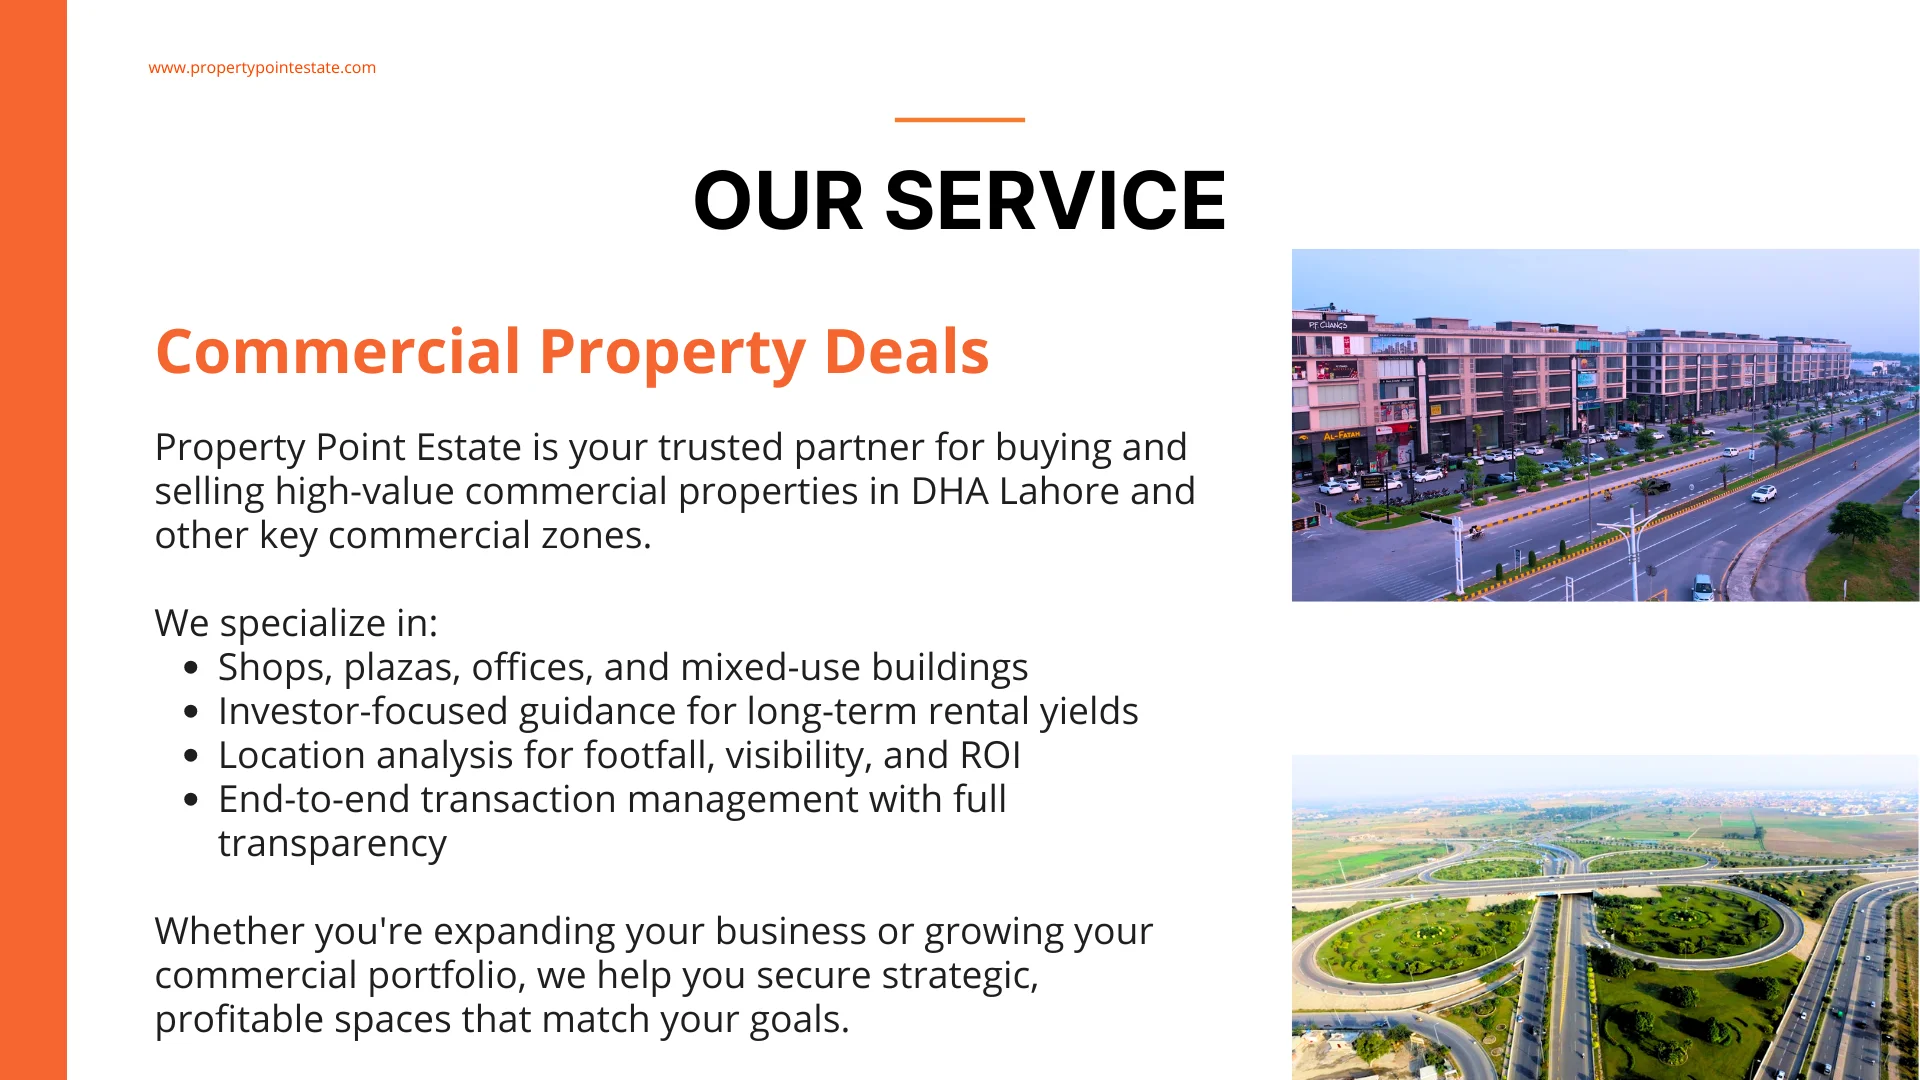 www.propertypointestate.com
OUR SERVICE
Commercial Property Deals
Property Point Estate is your trusted partner for buying and
selling high-value commercial properties in DHA Lahore and
other key commercial zones.
We specialize in:
• Shops, plazas, offices, and mixed-use buildings
• Investor-focused guidance for long-term rental yields
• Location analysis for footfall, visibility, and ROI
• End-to-end transaction management with full
transparency
Whether you're expanding your business or growing your
commercial portfolio, we help you secure strategic,
profitable spaces that match your goals.
P.F. CHANG'S
AL-FATAH